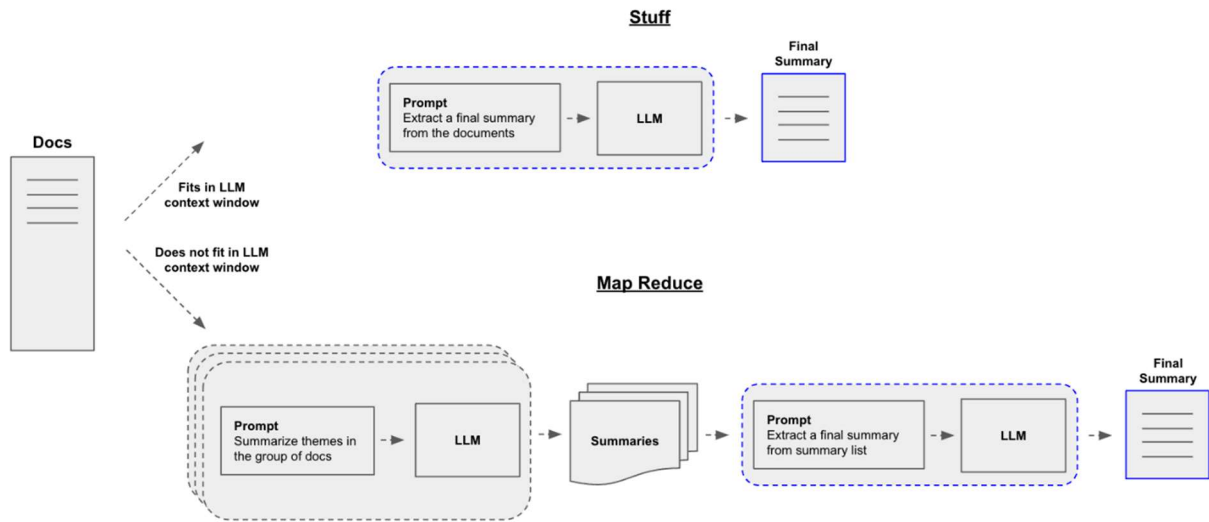 Stuff
Final
Summary
Prompt
Extract a final summary
from the documents
LLM
Docs
Fits in LLM
context window
Does not fit in LLM
context window
Map Reduce
Prompt
Summarize themes in
the group of docs
LLM
Summaries
Prompt
Extract a final summary
from summary list
LLM
Final
Summary